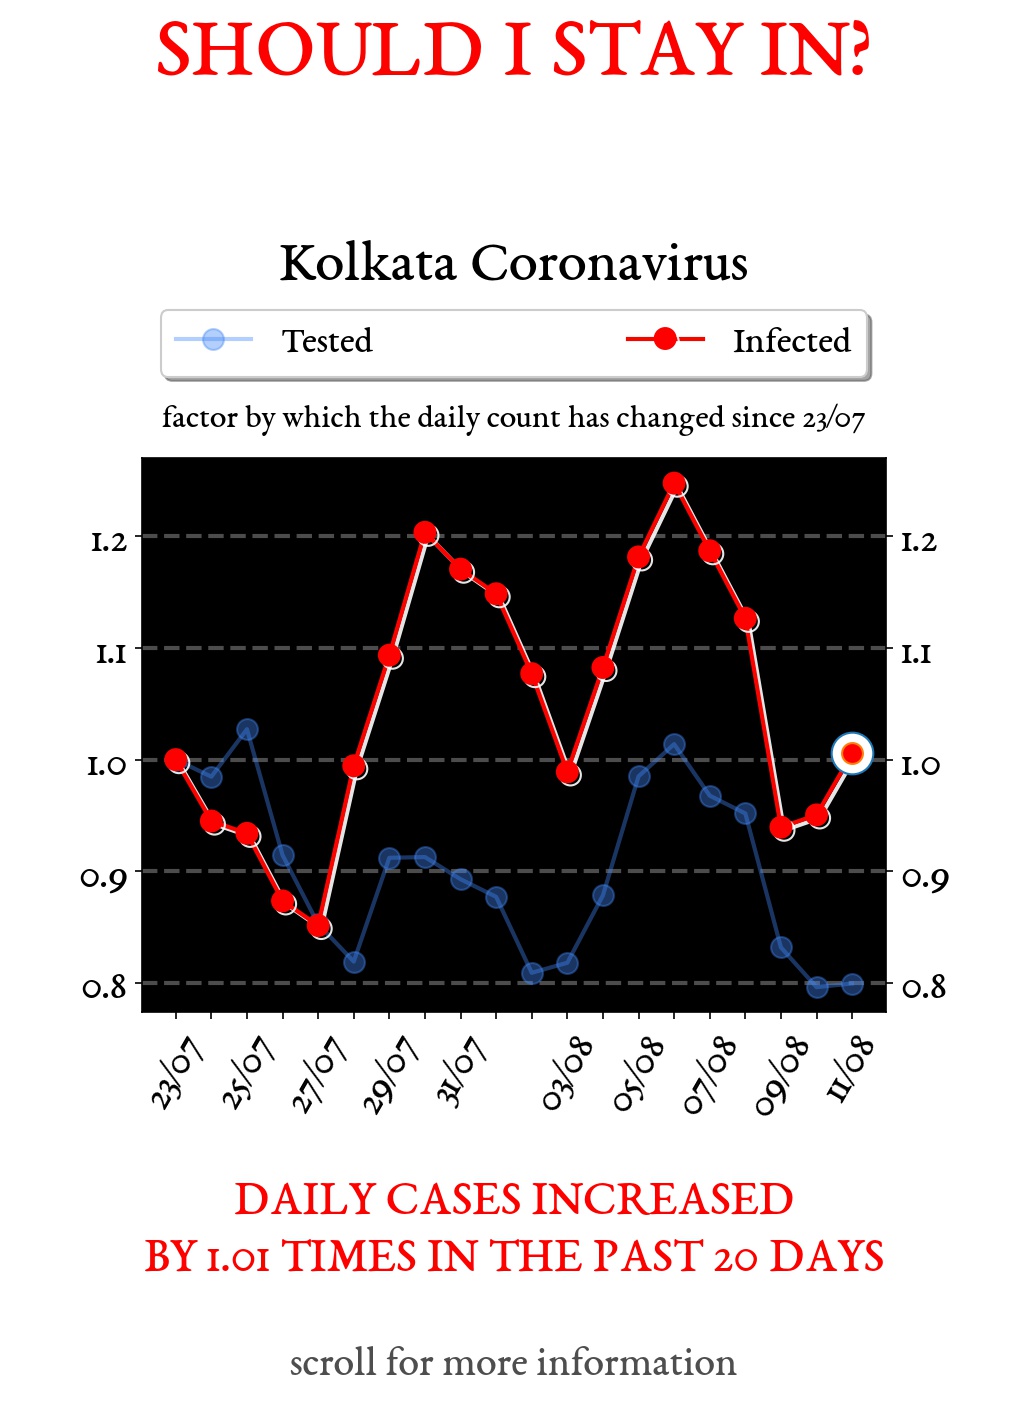 SHOULD I STAY IN?
Kolkata Coronavirus
Tested Infected
factor by which the daily count has changed since 23/07
1.2 1.2
1.1 1.1
1.0 1.0
0.9 0.9
0.8 0.8
23/07 25/07 27/07 29/07 31/07 03/08 05/08 07/08 09/08 11/08
DAILY CASES INCREASED
BY 1.01 TIMES IN THE PAST 20 DAYS
scroll for more information